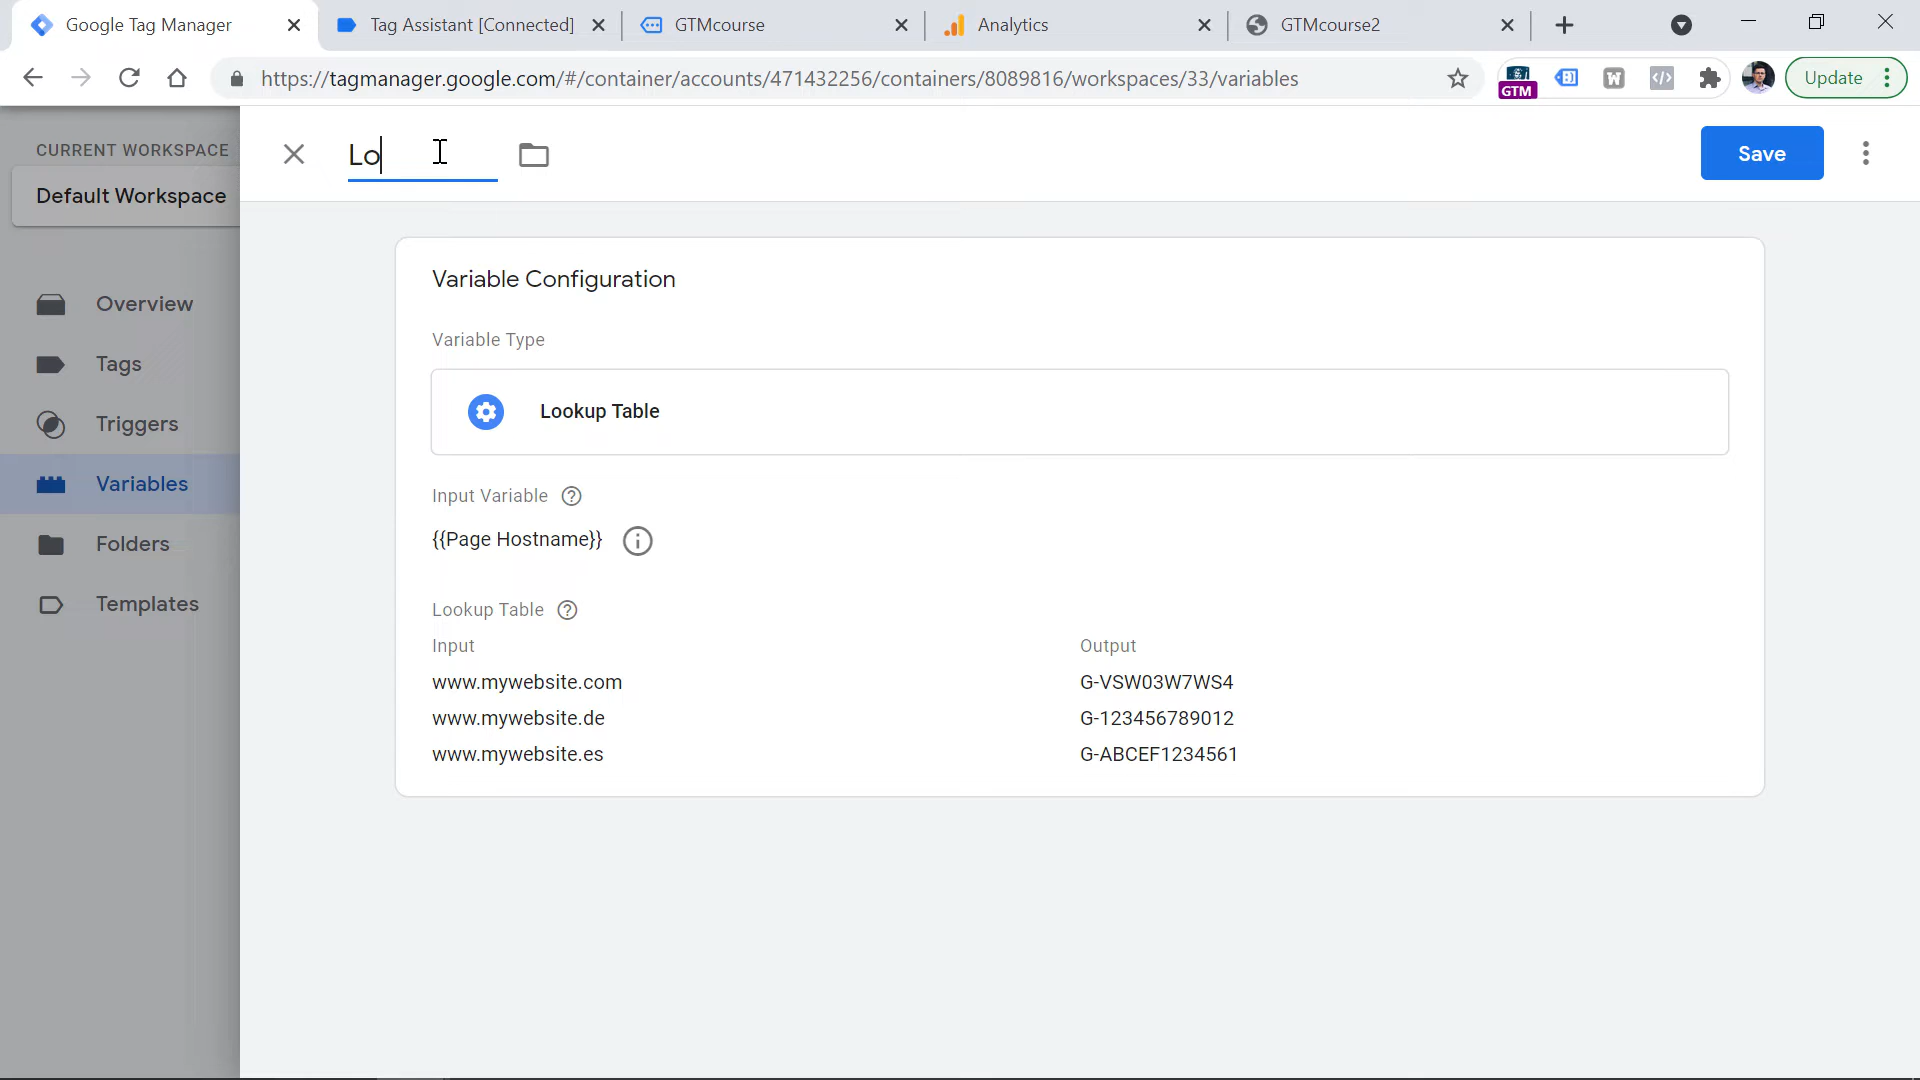 Google Tag Manager
Tag Assistant [Connected]
GTMcourse
Analytics
GTMcourse2
https://tagmanager.google.com/#/container/accounts/471432256/containers/8089816/workspaces/33/variables
GTM
W
Update
CURRENT WORKSPACE
Default Workspace
Lo
Save
Overview
Tags
Triggers
Variables
Folders
Templates
Variable Configuration
Variable Type
Lookup Table
Input Variable
{{Page Hostname}}
Lookup Table
Input Output
www.mywebsite.com G-VSW03W7WS4
www.mywebsite.de G-123456789012
www.mywebsite.es G-ABCEF1234561